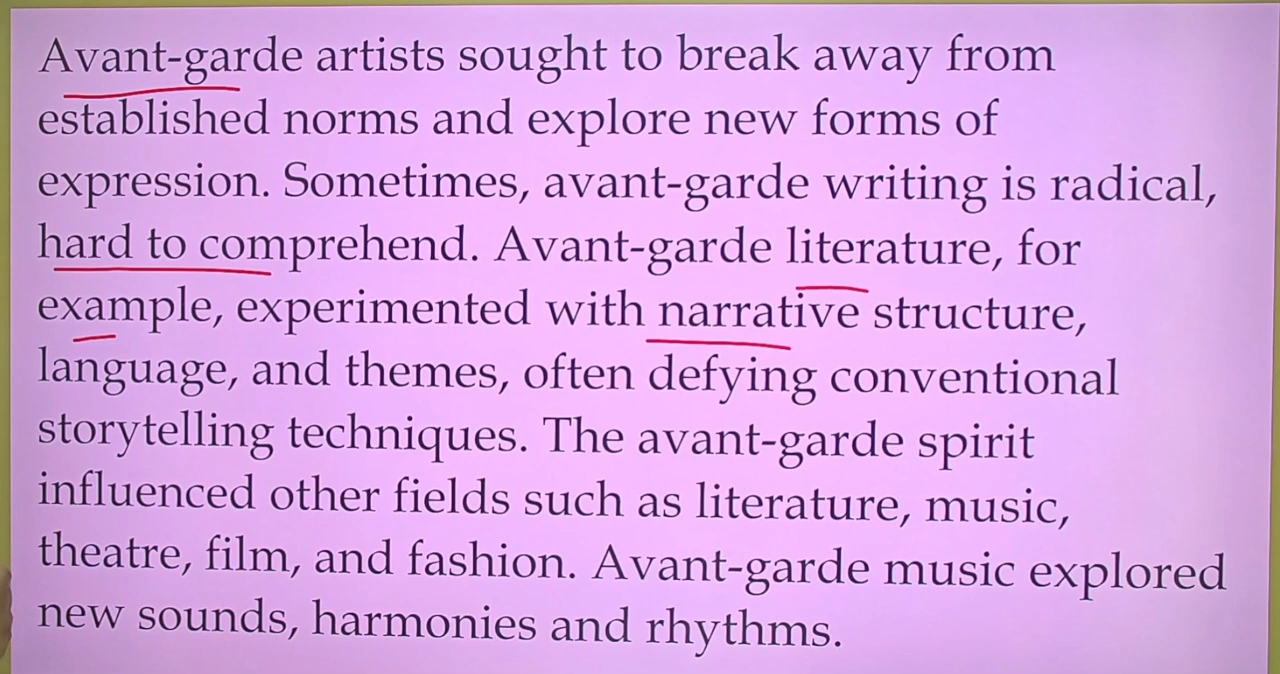 Avant-garde artists sought to break away from
established norms and explore new forms of
expression. Sometimes, avant-garde writing is radical,
hard to comprehend. Avant-garde literature, for
example, experimented with narrative structure,
language, and themes, often defying conventional
storytelling techniques. The avant-garde spirit
influenced other fields such as literature, music,
theatre, film, and fashion. Avant-garde music explored
new sounds, harmonies and rhythms.